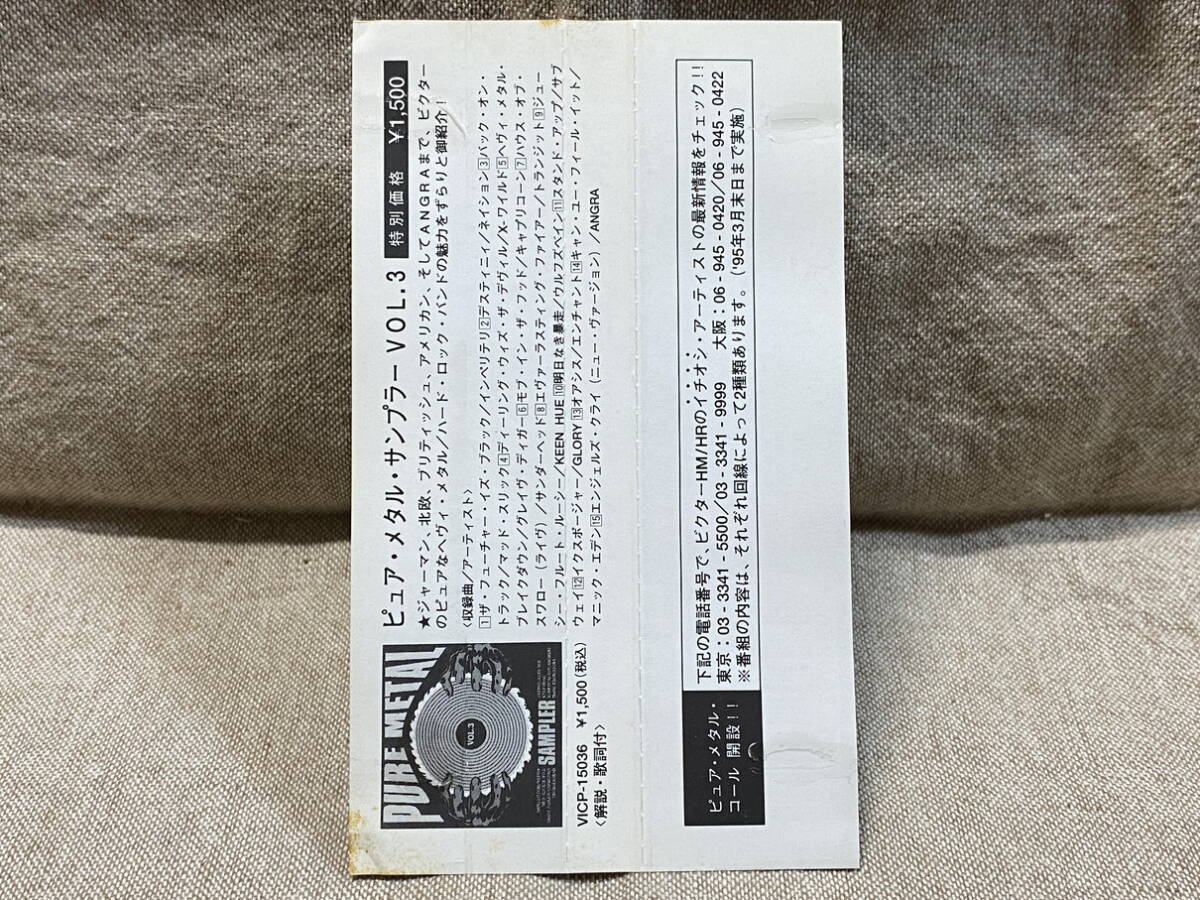 ピュア・メタル・サンプラー VOL.3 特別価格 ¥1,500
★ジャーマン、北欧、ブリティッシュ、アメリカン、そしてANGRAまで、ビクター
のピュアなヘヴィ・メタル/ハード・ロック・バンドの魅力をずらりと御紹介!
〈収録曲/アーティスト〉
1ザ・フューチャー・イズ・ブラック/インペリテリ2デスティニィ/ネイション3バック・オン・
トラック/マッド・スリック4ディーリング・ウィズ・ザ・デヴィル/X-ワイルド5ヘヴィ・メタル・
ブレイクダウン/グレイヴ・ディガー6モブ・イン・ザ・フッド/キャプリコーン7ハウス・オブ・
スワロー(ライヴ)/サンダーヘッド8エヴァーラスティング・ファイアー/トランジット9ジュー
シー・フルート・ルーシー/KEEN HUE10明日なき暴走/ウルフズベイン11スタンド・アップ/サブ
ウェイ12イクスポージャー/GLORY13オアシス/エンチャント14キャン・ユー・フィール・イット/
マニック・エデン15エンジェルズ・クライ(ニュー・ヴァージョン)/ANGRA
PURE METAL
VOL.3
SAMPLER
VICP-15036 ¥1,500(税込)
〈解説・歌詞付〉
ピュア・メタル・
コール 開設!!
下記の電話番号で、ビクターHM/HRのイチオシ・アーティストの最新情報をチェック!!
東京:03-3341-5500/03-3341-9999 大阪:06-945-0420/06-945-0422
※番組の内容は、それぞれ回線によって2種類あります。('95年3月末日まで実施)